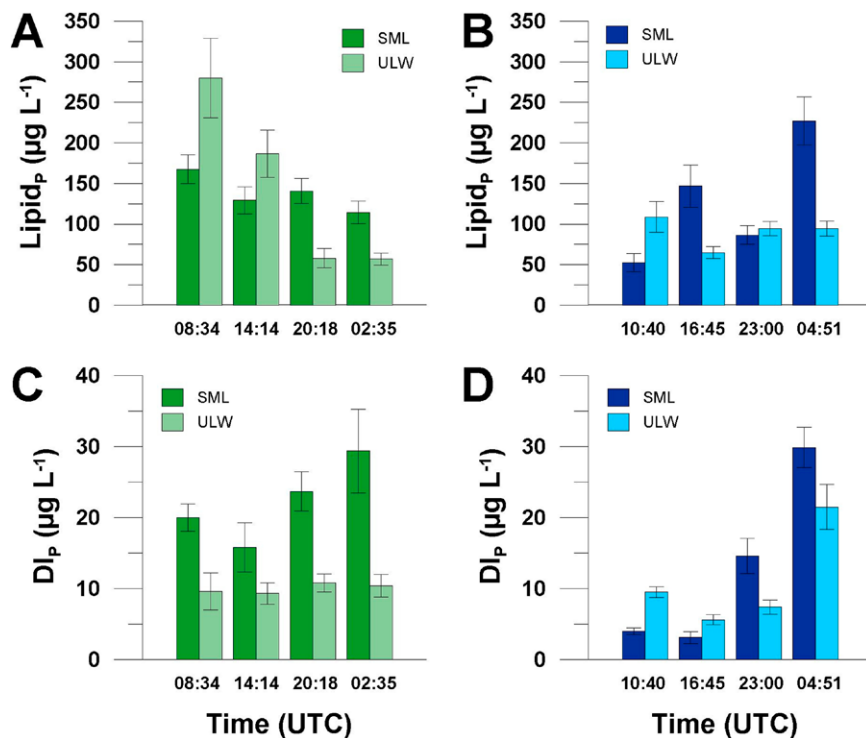 A
Lipid_P (µg L⁻¹)
350
300
250
200
150
100
50
0
SML
ULW
08:34 14:14 20:18 02:35
B
Lipid_P (µg L⁻¹)
350
300
250
200
150
100
50
0
SML
ULW
10:40 16:45 23:00 04:51
C
DI_P (µg L⁻¹)
40
30
20
10
0
SML
ULW
08:34 14:14 20:18 02:35
Time (UTC)
D
DI_P (µg L⁻¹)
40
30
20
10
0
SML
ULW
10:40 16:45 23:00 04:51
Time (UTC)